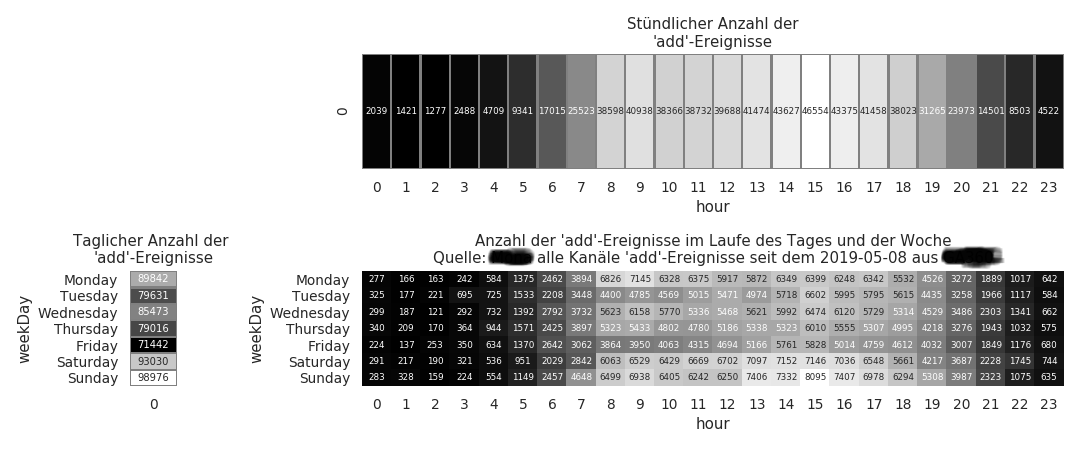 Stündlicher Anzahl der
'add'-Ereignisse
0
2039 1421 1277 2488 4709 9341 17015 25523 38598 40938 38366 38732 39688 41474 43627 46554 43375 41458 38023 31265 23973 14501 8503 4522
0 1 2 3 4 5 6 7 8 9 10 11 12 13 14 15 16 17 18 19 20 21 22 23
hour
Taglicher Anzahl der
'add'-Ereignisse
weekDay
Monday 89842
Tuesday 79631
Wednesday 85473
Thursday 79016
Friday 71442
Saturday 93030
Sunday 98976
0
Anzahl der 'add'-Ereignisse im Laufe des Tages und der Woche
Quelle: alle Kanäle 'add'-Ereignisse seit dem 2019-05-08 aus
weekDay
Monday 277 166 163 242 584 1375 2462 3894 6826 7145 6328 6375 5917 5872 6349 6399 6248 6342 5532 4526 3272 1889 1017 642
Tuesday 325 177 221 695 725 1533 2208 3448 4400 4785 4569 5015 5471 4974 5718 6602 5995 5795 5615 4435 3258 1966 1117 584
Wednesday 299 187 121 292 732 1392 2792 3732 5623 6158 5770 5336 5468 5621 5992 6474 6120 5729 5314 4529 3486 2303 1341 662
Thursday 340 209 170 364 944 1571 2425 3897 5323 5433 4802 4780 5186 5338 5323 6010 5555 5307 4995 4218 3276 1943 1032 575
Friday 224 137 253 350 634 1370 2642 3062 3864 3950 4063 4315 4694 5166 5761 5828 5014 4759 4612 4032 3007 1849 1176 680
Saturday 291 217 190 321 536 951 2029 2842 6063 6529 6429 6669 6702 7097 7152 7146 7036 6548 5661 4217 3687 2228 1745 744
Sunday 283 328 159 224 554 1149 2457 4648 6499 6938 6405 6242 6250 7406 7332 8095 7407 6978 6294 5308 3987 2323 1075 635
0 1 2 3 4 5 6 7 8 9 10 11 12 13 14 15 16 17 18 19 20 21 22 23
hour